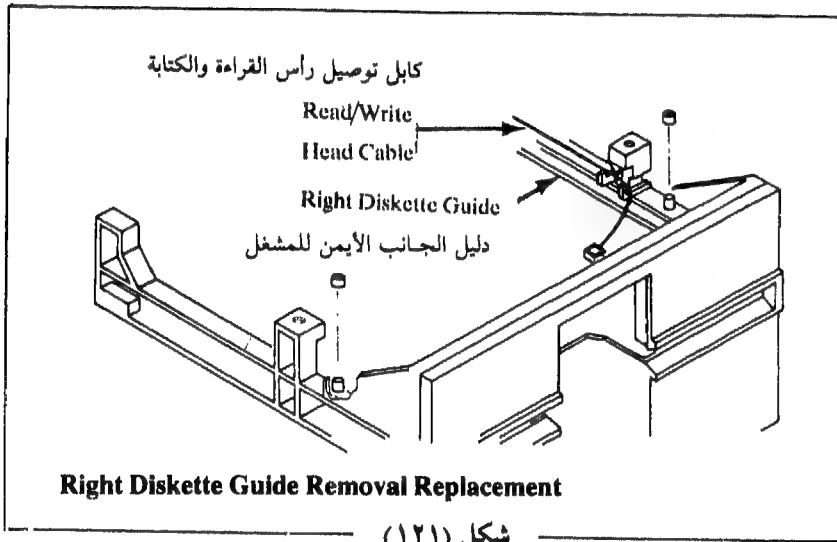 كابل توصيل رأس القراءة والكتابة
Read/Write
Head Cable
Right Diskette Guide
دليل الجانب الأيمن للمشغل
Right Diskette Guide Removal Replacement
شكل (١٢١)